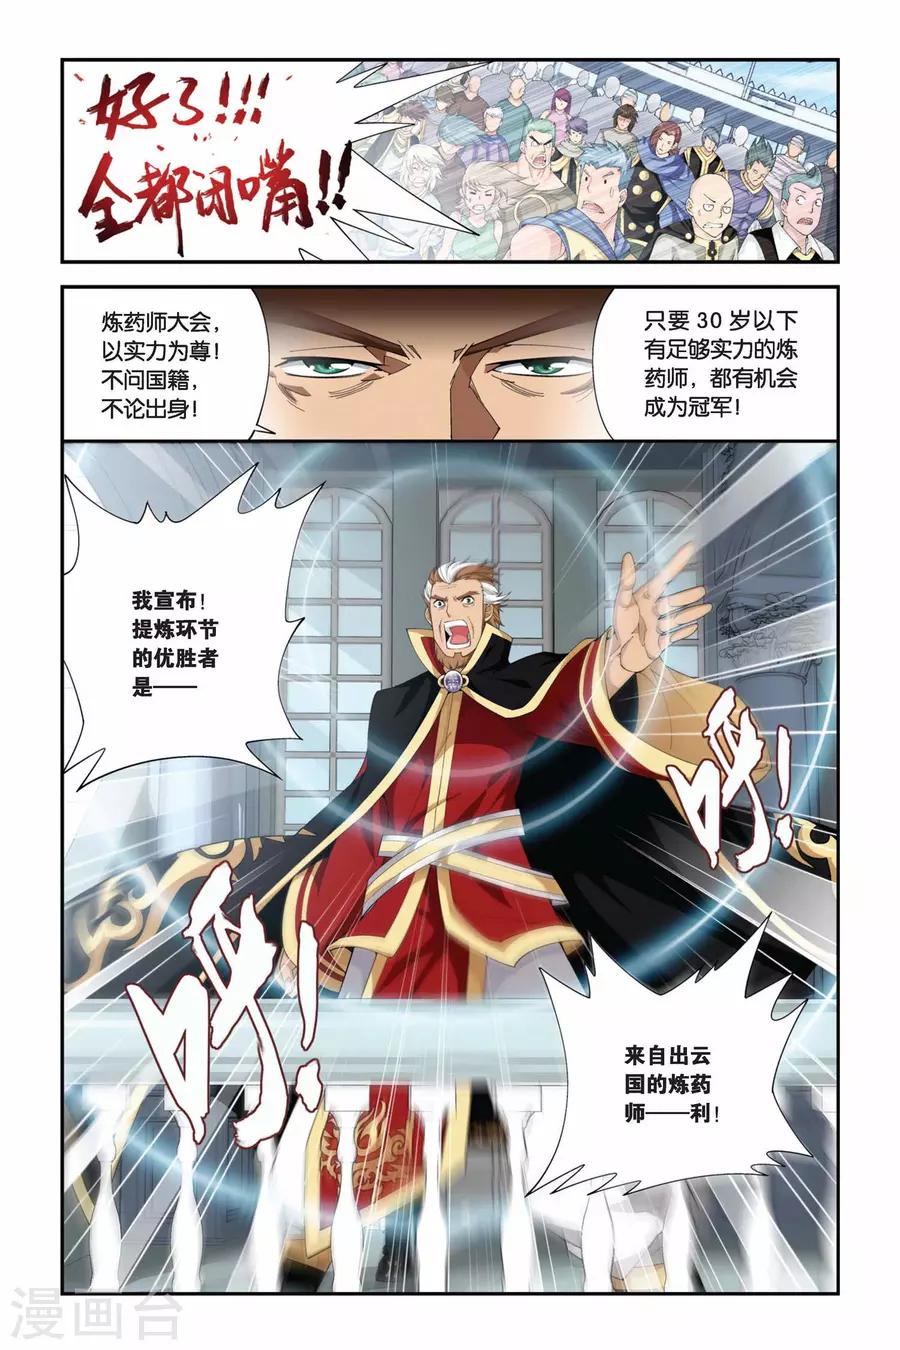 好了!!!
全都闭嘴!!
炼药师大会，
以实力为尊！
不问国籍，
不论出身！
只要 30 岁以下
有足够实力的炼
药师，都有机会
成为冠军！
我宣布！
提炼环节
的优胜者
是——
呼!
呼!
来自出云
国的炼药
师——利！
漫画台